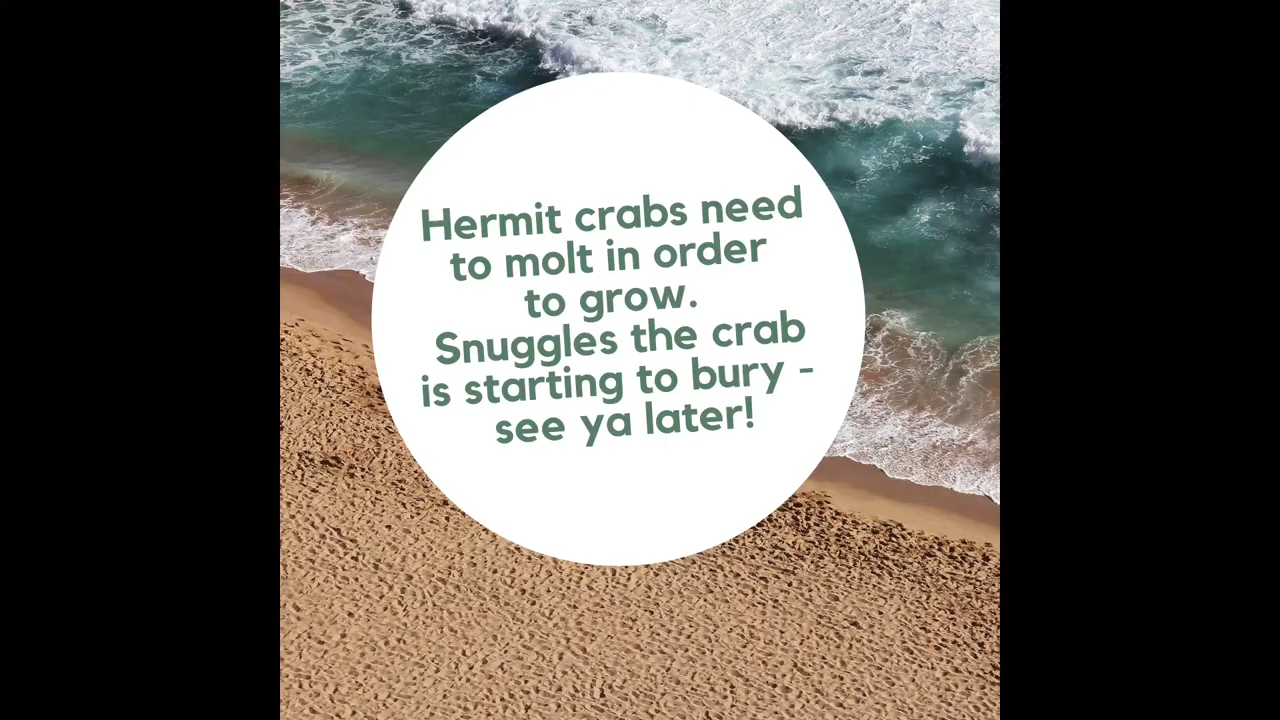 Hermit crabs need
to molt in order
to grow.
Snuggles the crab
is starting to bury -
see ya later!